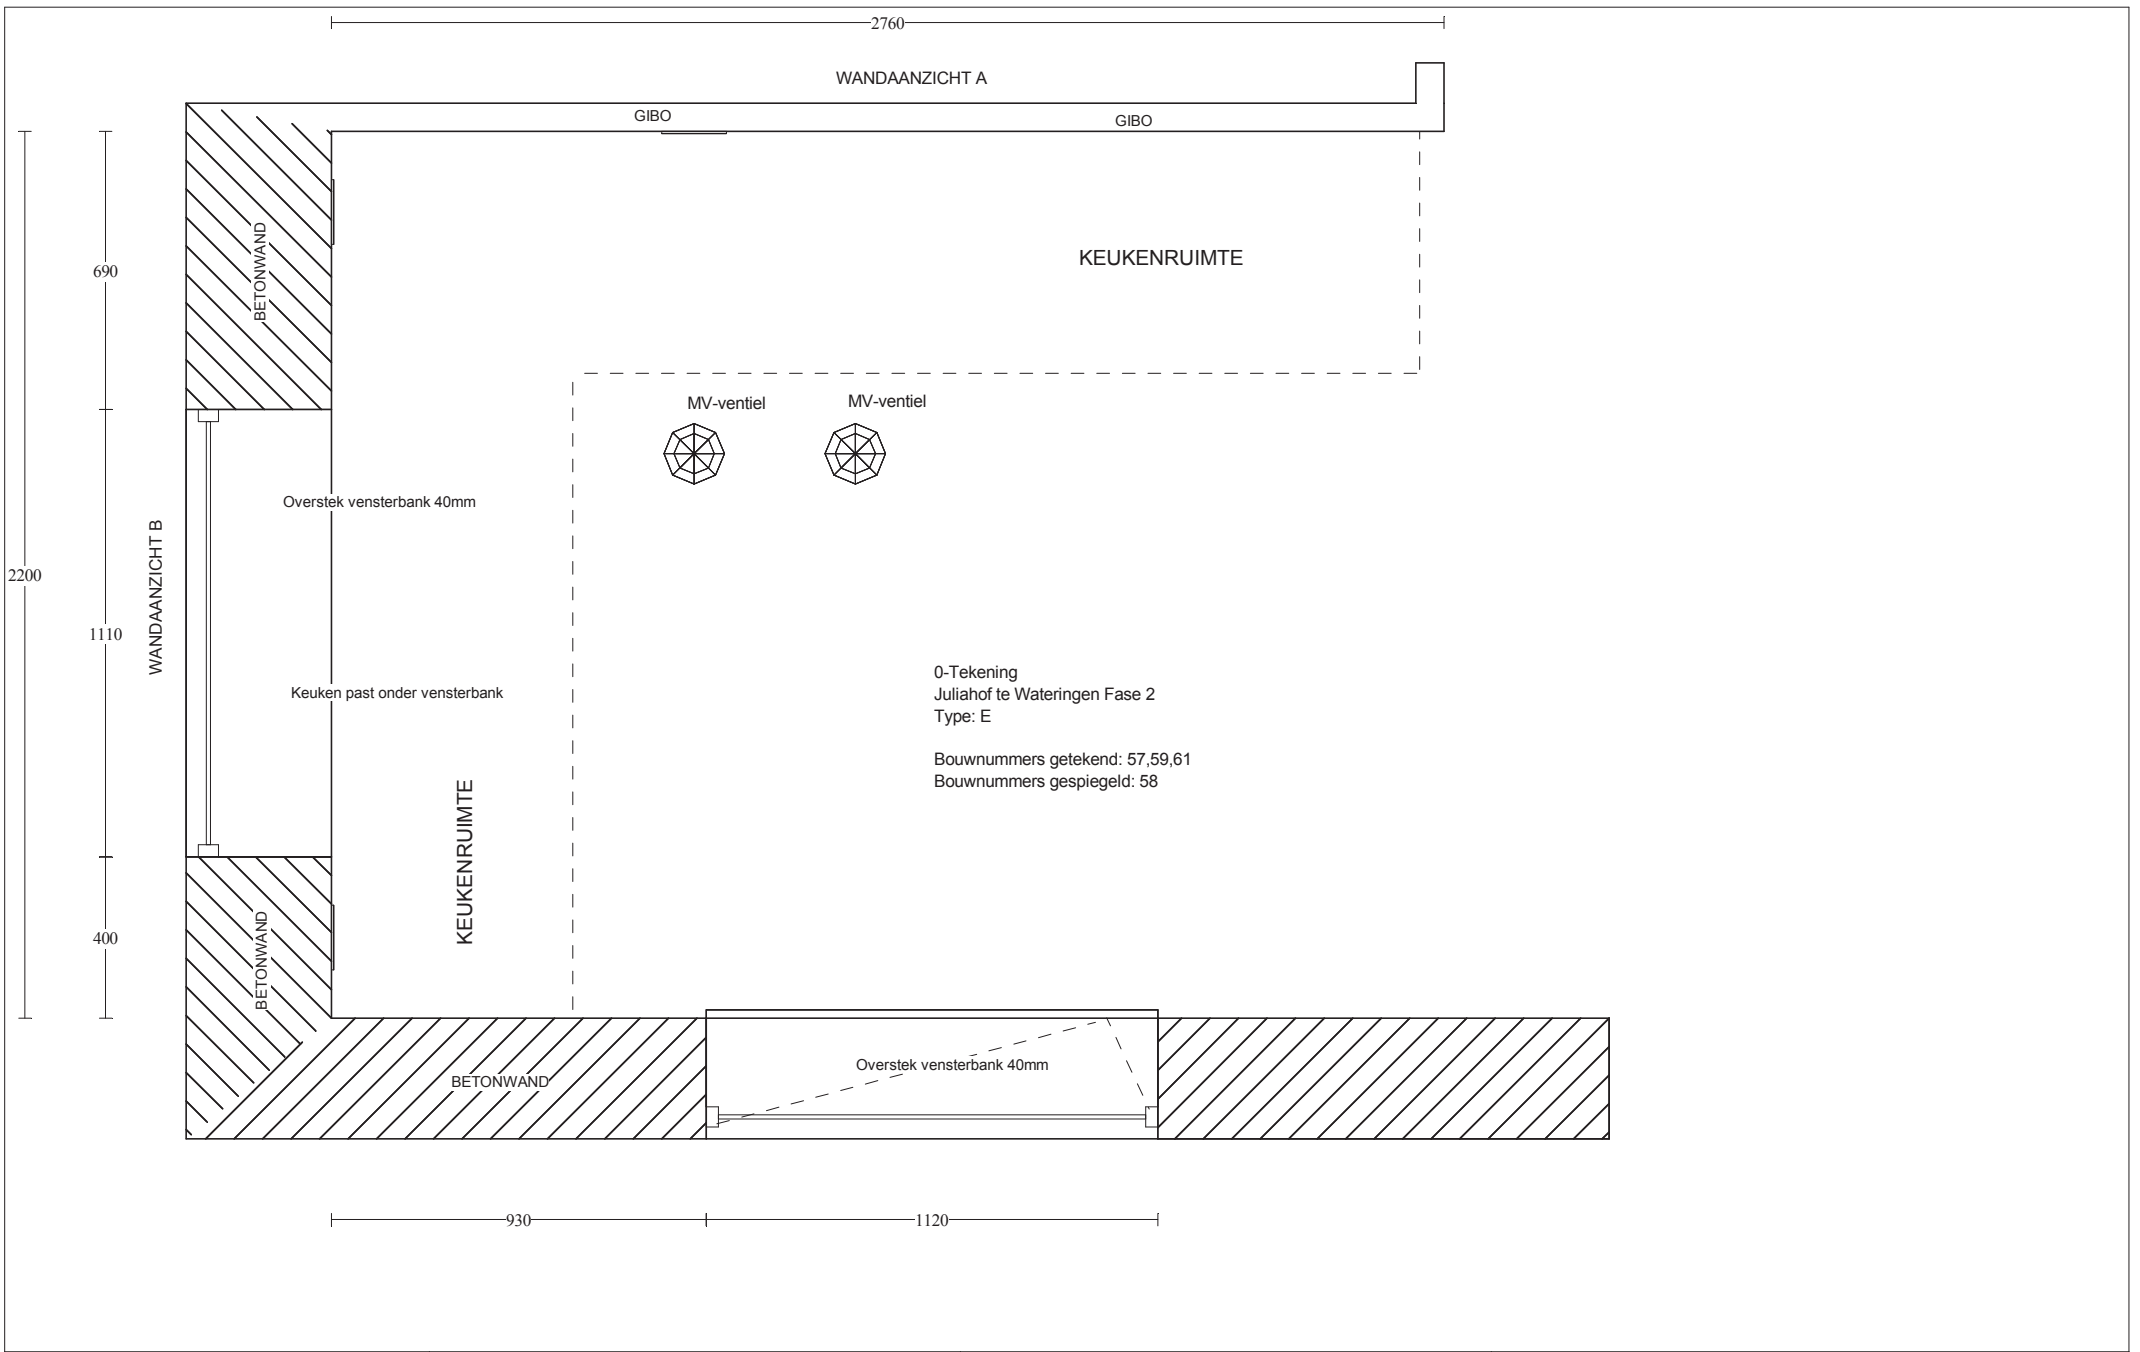 2760
WANDAANZICHT A
GIBO
GIBO
BETONWAND
690
KEUKENRUIMTE
MV-ventiel
MV-ventiel
Overstek vensterbank 40mm
WANDAANZICHT B
2200
1110
Keuken past onder vensterbank
0-Tekening
Juliahof te Wateringen Fase 2
Type: E
Bouwnummers getekend: 57,59,61
Bouwnummers gespiegeld: 58
KEUKENRUIMTE
400
BETONWAND
BETONWAND
Overstek vensterbank 40mm
930
1120